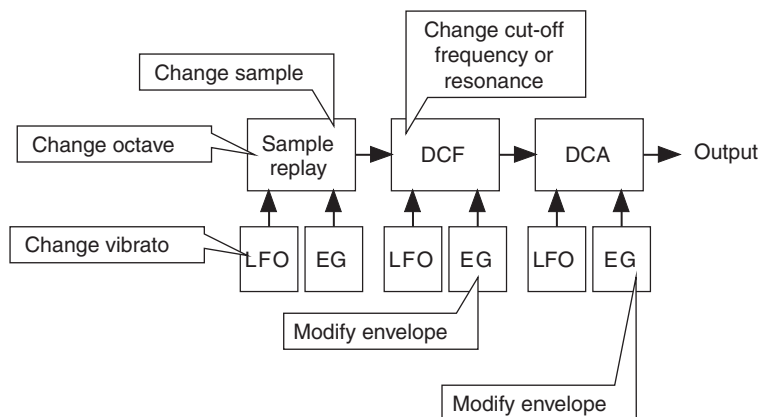 Change cut-off
frequency or
resonance
Change sample
Change octave
Sample
replay
DCF
DCA
Output
Change vibrato
LFO
EG
LFO
EG
LFO
EG
Modify envelope
Modify envelope